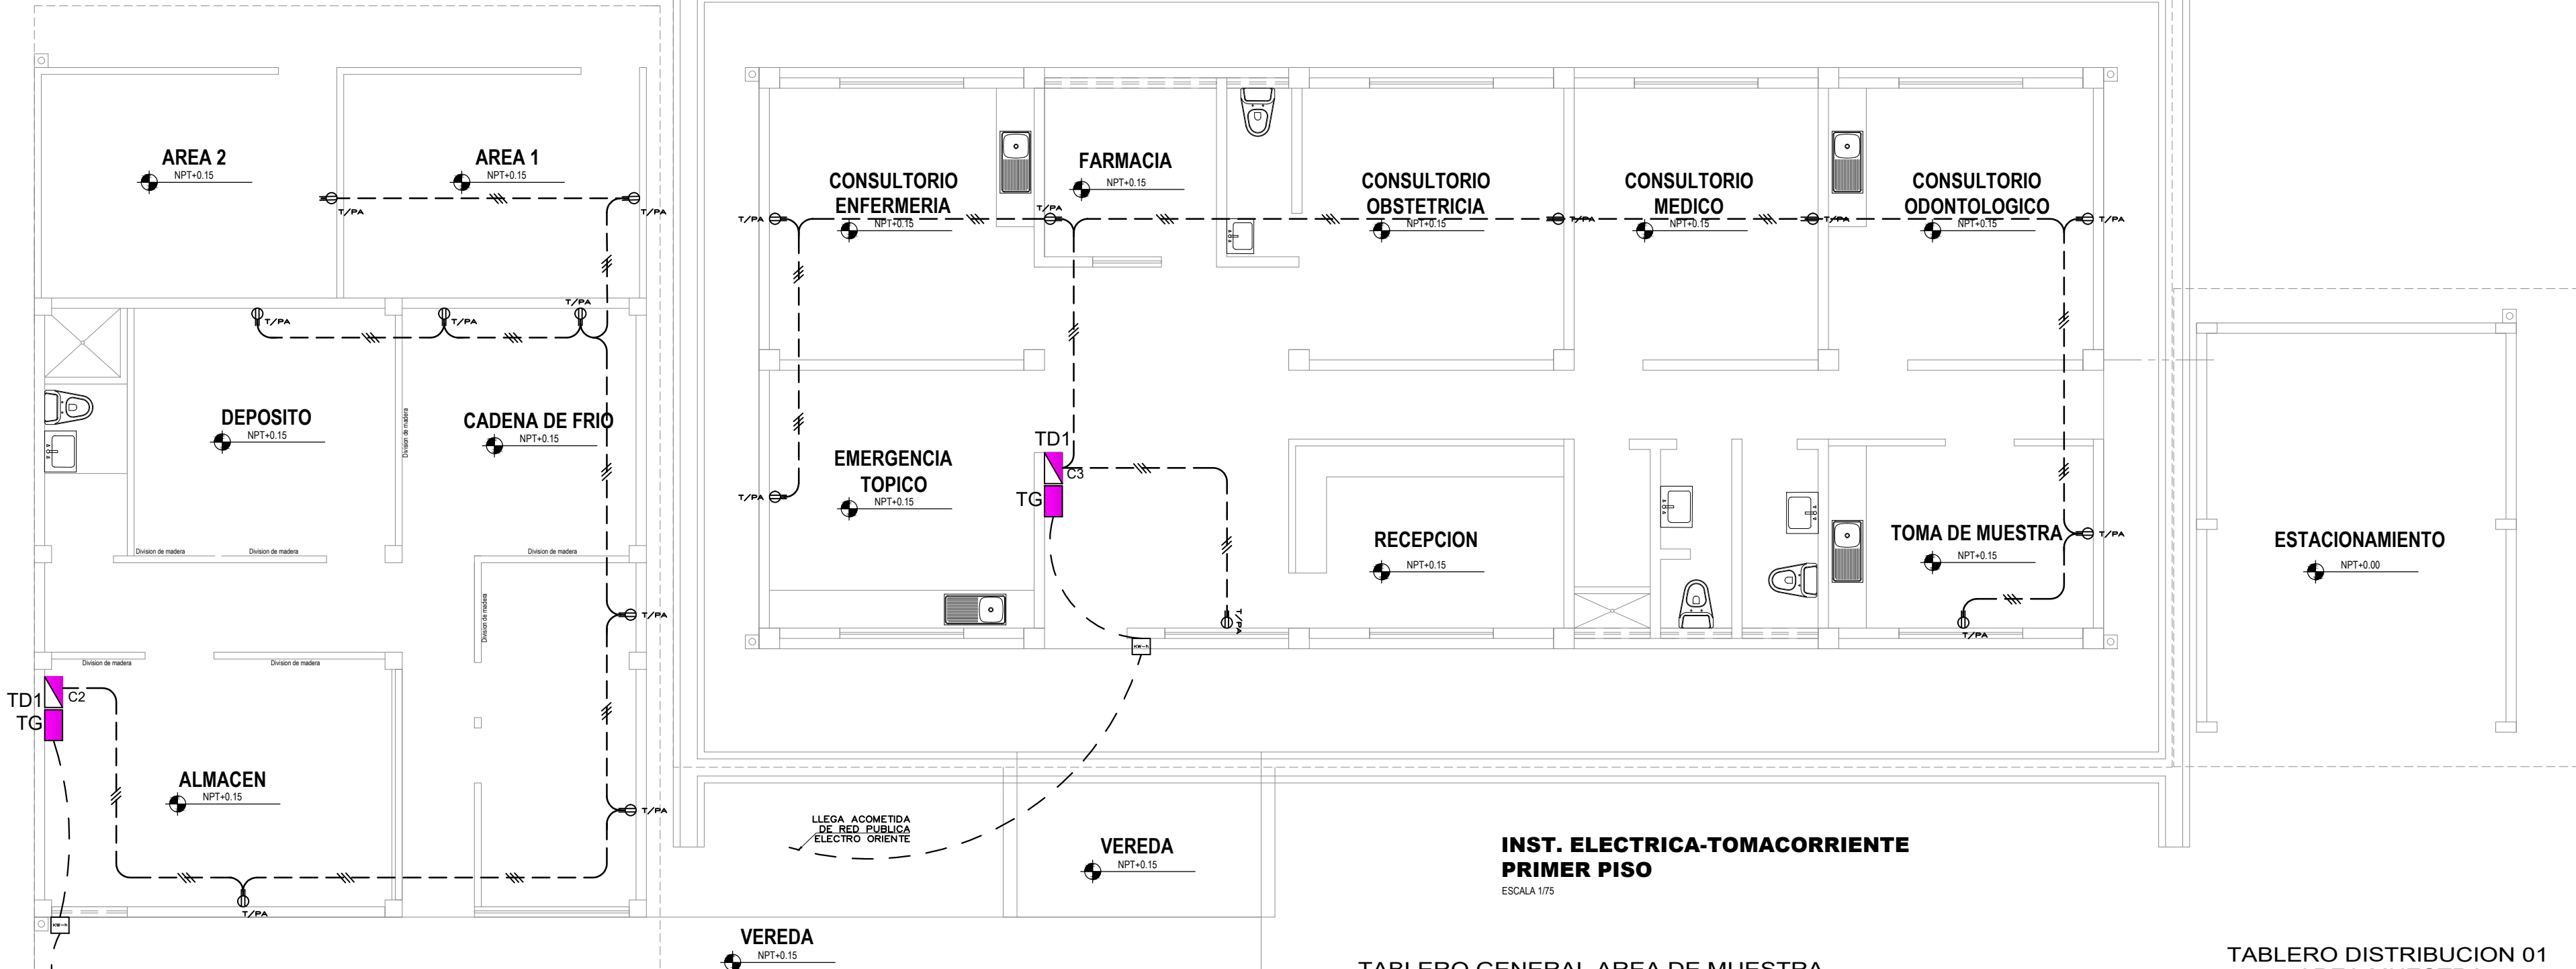 AREA 2
NPT+0.15
AREA 1
NPT+0.15
T/PA
T/PA
T/PA
T/PA
T/PA
DEPOSITO
NPT+0.15
CADENA DE FRIO
NPT+0.15
Division de madera
Division de madera
Division de madera
Division de madera
Division de madera
T/PA
Division de madera
Division de madera
TD1
C2
TG
ALMACEN
NPT+0.15
T/PA
T/PA
KW-h
CONSULTORIO
ENFERMERIA
NPT+0.15
T/PA
FARMACIA
NPT+0.15
T/PA
CONSULTORIO
OBSTETRICIA
NPT+0.15
T/PA
CONSULTORIO
MEDICO
NPT+0.15
T/PA
CONSULTORIO
ODONTOLOGICO
NPT+0.15
T/PA
EMERGENCIA
TOPICO
NPT+0.15
T/PA
TD1
C3
TG
T/PA
KW-h
RECEPCION
NPT+0.15
TOMA DE MUESTRA
NPT+0.15
T/PA
T/PA
ESTACIONAMIENTO
NPT+0.00
LLEGA ACOMETIDA
DE RED PUBLICA
ELECTRO ORIENTE
VEREDA
NPT+0.15
VEREDA
NPT+0.15
INST. ELECTRICA-TOMACORRIENTE
PRIMER PISO
ESCALA 1/75
TABLERO GENERAL AREA DE MUESTRA
TABLERO DISTRIBUCION 01